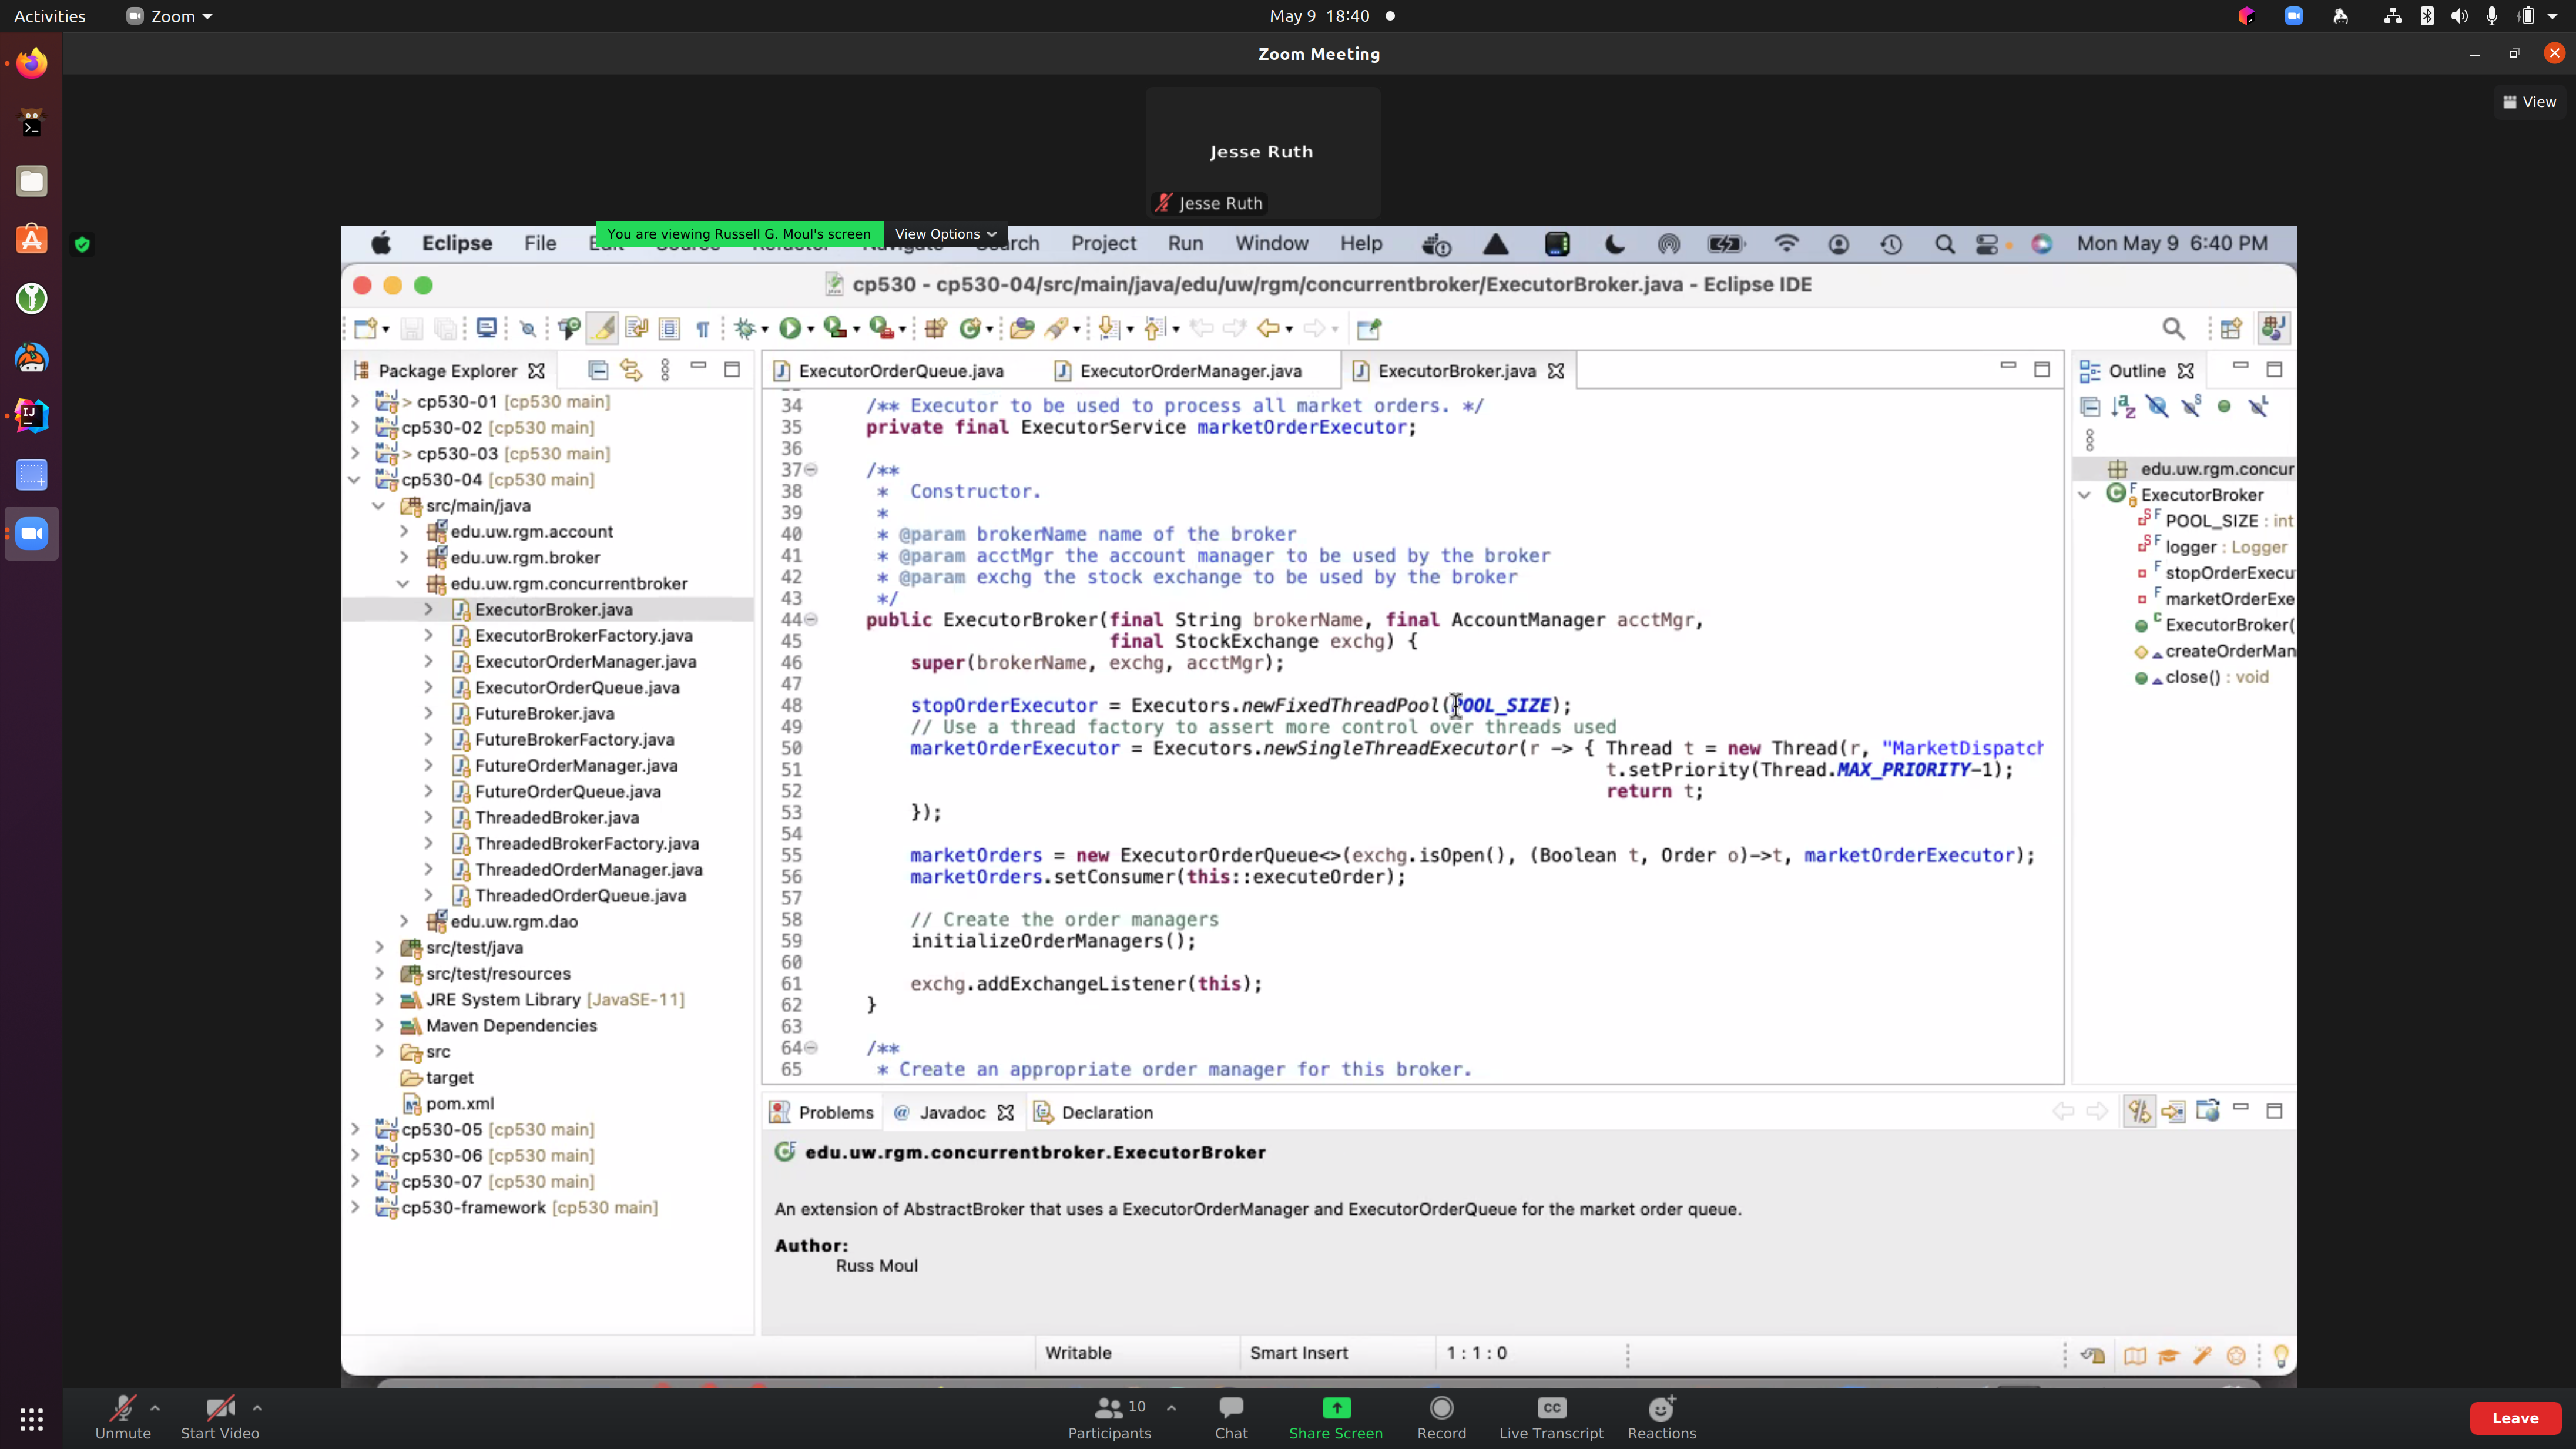 Activities
Zoom
May 9 18:40
Zoom Meeting
View
Jesse Ruth
Jesse Ruth
You are viewing Russell G. Moul's screen
View Options
Eclipse File Project Run Window Help
Mon May 9 6:40 PM
cp530 - cp530-04/src/main/java/edu/uw/rgm/concurrentbroker/ExecutorBroker.java - Eclipse IDE
Package Explorer
> cp530-01 [cp530 main]
cp530-02 [cp530 main]
> cp530-03 [cp530 main]
cp530-04 [cp530 main]
src/main/java
edu.uw.rgm.account
edu.uw.rgm.broker
edu.uw.rgm.concurrentbroker
ExecutorBroker.java
ExecutorBrokerFactory.java
ExecutorOrderManager.java
ExecutorOrderQueue.java
FutureBroker.java
FutureBrokerFactory.java
FutureOrderManager.java
FutureOrderQueue.java
ThreadedBroker.java
ThreadedBrokerFactory.java
ThreadedOrderManager.java
ThreadedOrderQueue.java
edu.uw.rgm.dao
src/test/java
src/test/resources
JRE System Library [JavaSE-11]
Maven Dependencies
src
target
pom.xml
cp530-05 [cp530 main]
cp530-06 [cp530 main]
cp530-07 [cp530 main]
cp530-framework [cp530 main]
ExecutorOrderQueue.java
ExecutorOrderManager.java
ExecutorBroker.java
34 /** Executor to be used to process all market orders. */
35 private final ExecutorService marketOrderExecutor;
36
37 /**
38 * Constructor.
39 *
40 * @param brokerName name of the broker
41 * @param acctMgr the account manager to be used by the broker
42 * @param exchg the stock exchange to be used by the broker
43 */
44 public ExecutorBroker(final String brokerName, final AccountManager acctMgr,
45 final StockExchange exchg) {
46 super(brokerName, exchg, acctMgr);
47
48 stopOrderExecutor = Executors.newFixedThreadPool(POOL_SIZE);
49 // Use a thread factory to assert more control over threads used
50 marketOrderExecutor = Executors.newSingleThreadExecutor(r -> { Thread t = new Thread(r, "MarketDispatch
51 t.setPriority(Thread.MAX_PRIORITY-1);
52 return t;
53 });
54
55 marketOrders = new ExecutorOrderQueue<>(exchg.isOpen(), (Boolean t, Order o)->t, marketOrderExecutor);
56 marketOrders.setConsumer(this::executeOrder);
57
58 // Create the order managers
59 initializeOrderManagers();
60
61 exchg.addExchangeListener(this);
62 }
63
64 /**
65 * Create an appropriate order manager for this broker.
Outline
edu.uw.rgm.concur
ExecutorBroker
POOL_SIZE : int
logger : Logger
stopOrderExecu
marketOrderExe
ExecutorBroker(
createOrderMan
close() : void
Problems
@ Javadoc
Declaration
edu.uw.rgm.concurrentbroker.ExecutorBroker
An extension of AbstractBroker that uses a ExecutorOrderManager and ExecutorOrderQueue for the market order queue.
Author:
Russ Moul
Writable
Smart Insert
1 : 1 : 0
Unmute
Start Video
Participants 10
Chat
Share Screen
Record
CC
Live Transcript
Reactions
Leave